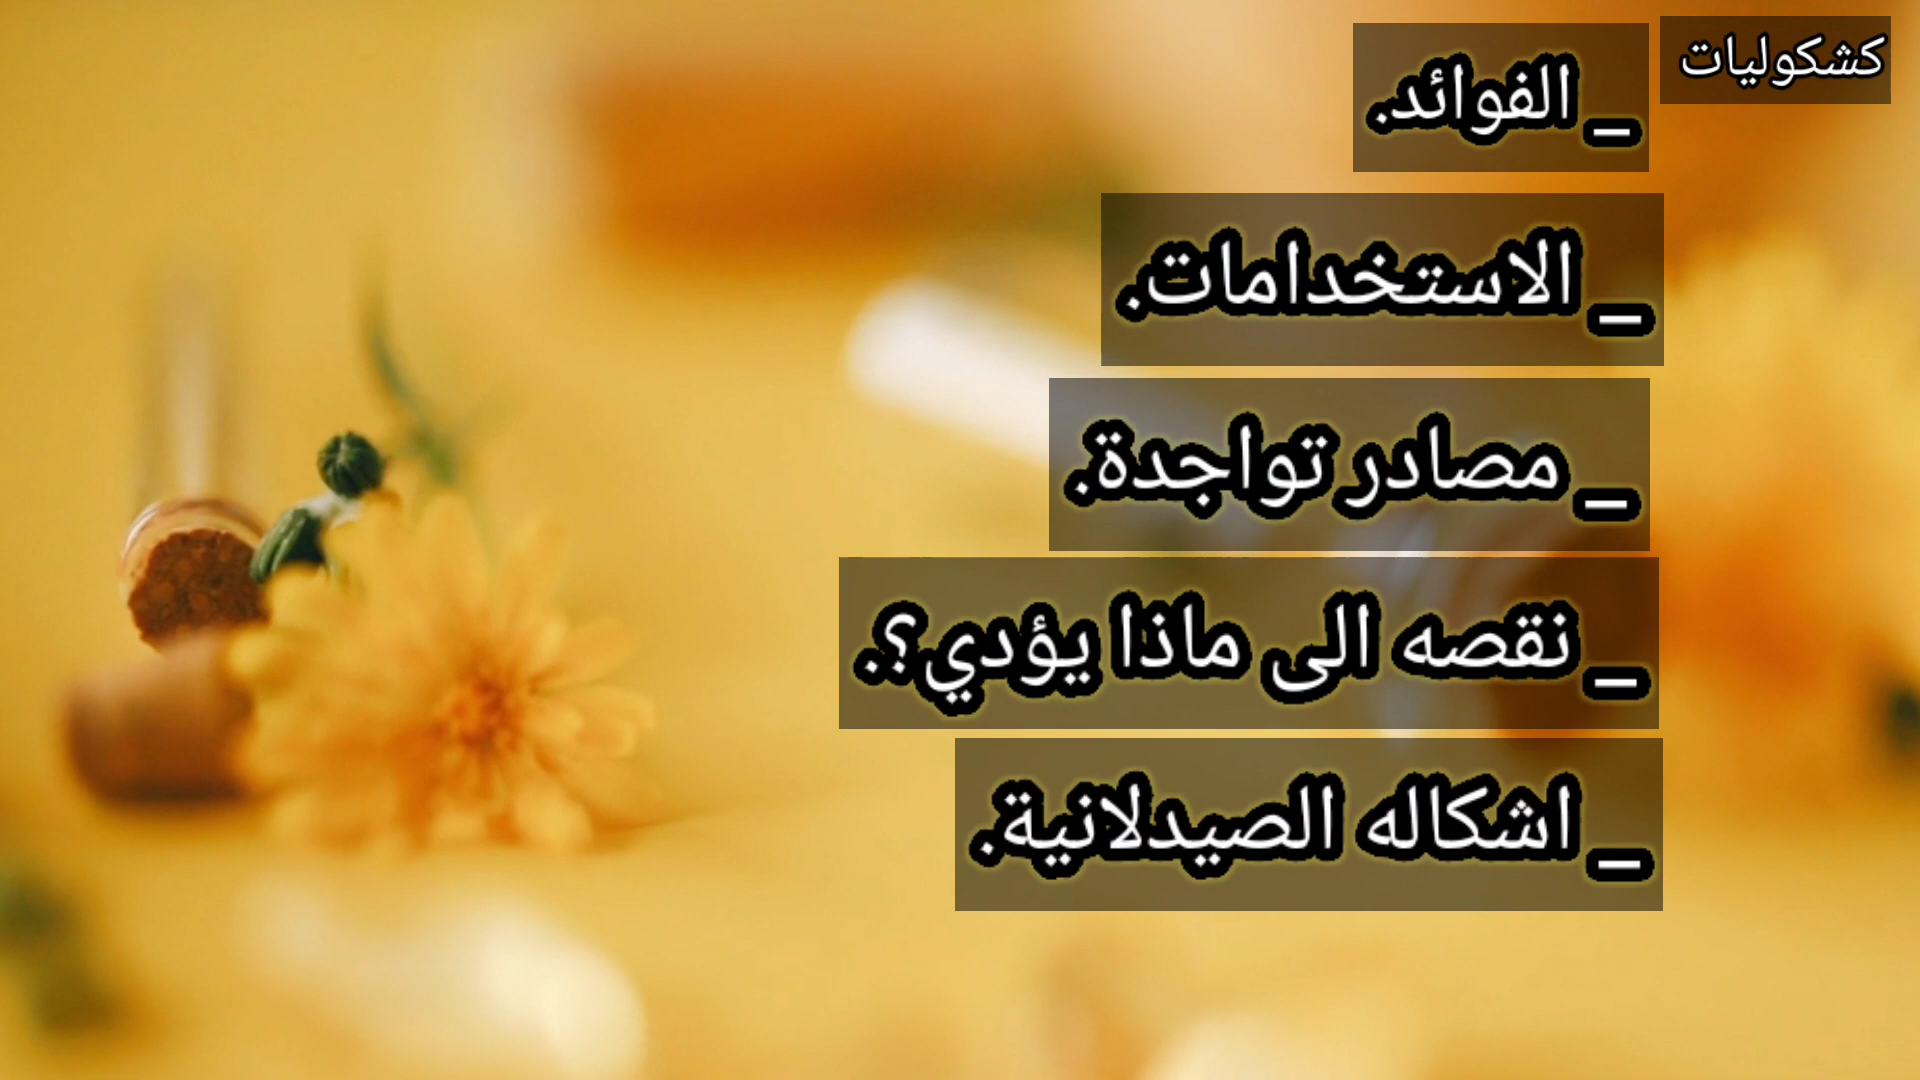 كشكوليات
_ الفوائد.
_ الاستخدامات.
_ مصادر تواجدة.
_ نقصه الى ماذا يؤدي؟.
_ اشكاله الصيدلانية.